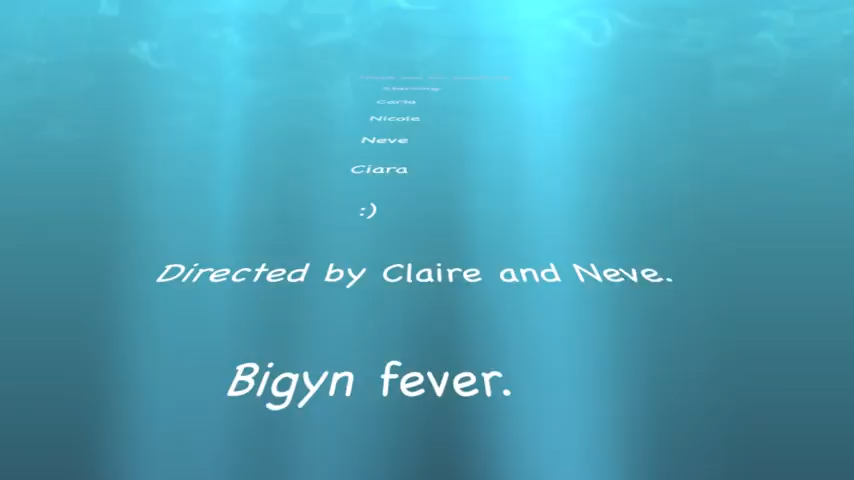 Starring
Carla
Nicole
Neve
Ciara
:)
Directed by Claire and Neve.
Bigyn fever.